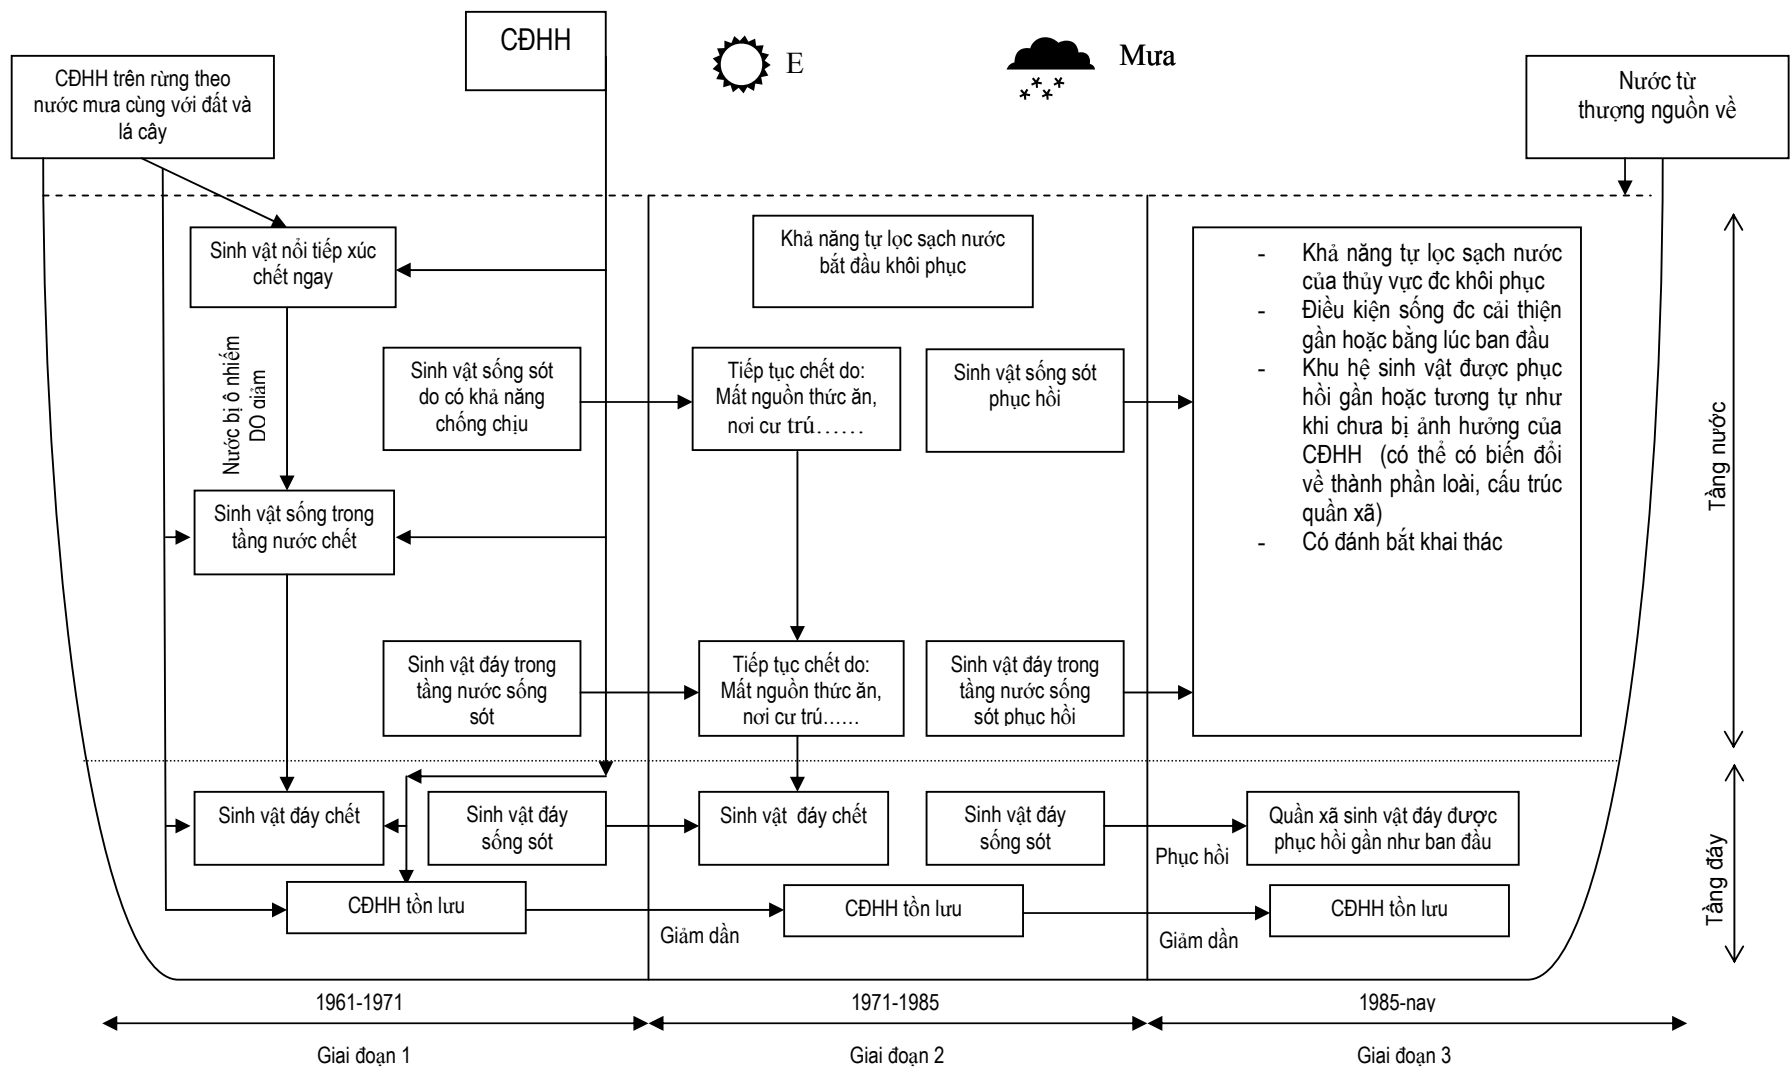 CĐHH
E
Mưa
CĐHH trên rừng theo
nước mưa cùng với đất và
lá cây
Nước từ
thượng nguồn về
Sinh vật nổi tiếp xúc
chết ngay
Nước bị ô nhiễm
DO giảm
Sinh vật sống sót
do có khả năng
chống chịu
Sinh vật sống trong
tầng nước chết
Sinh vật đáy trong
tầng nước sống
sót
Sinh vật đáy chết
Sinh vật đáy
sống sót
CĐHH tồn lưu
Giảm dần
Khả năng tự lọc sạch nước
bắt đầu khôi phục
Tiếp tục chết do:
Mất nguồn thức ăn,
nơi cư trú……
Sinh vật sống sót
phục hồi
Tiếp tục chết do:
Mất nguồn thức ăn,
nơi cư trú……
Sinh vật đáy trong
tầng nước sống
sót phục hồi
Sinh vật đáy chết
Sinh vật đáy
sống sót
Phục hồi
CĐHH tồn lưu
Giảm dần
- Khả năng tự lọc sạch nước
của thủy vực đc khôi phục
- Điều kiện sống đc cải thiện
gần hoặc bằng lúc ban đầu
- Khu hệ sinh vật được phục
hồi gần hoặc tương tự như
khi chưa bị ảnh hưởng của
CĐHH (có thể có biến đổi
về thành phần loài, cấu trúc
quần xã)
- Có đánh bắt khai thác
Quần xã sinh vật đáy được
phục hồi gần như ban đầu
CĐHH tồn lưu
Tầng nước
Tầng đáy
1961-1971
1971-1985
1985-nay
Giai đoạn 1
Giai đoạn 2
Giai đoạn 3